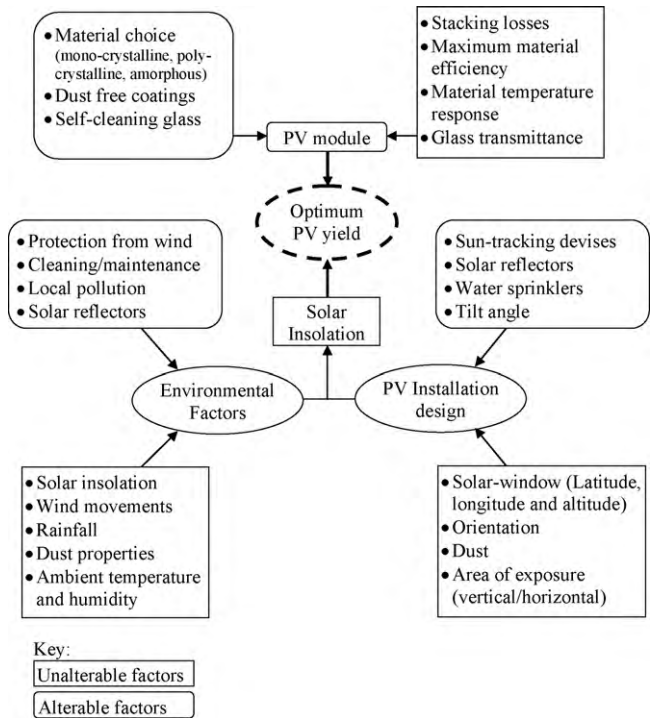 ● Material choice
(mono-crystalline, poly-
crystalline, amorphous)
● Dust free coatings
● Self-cleaning glass
● Stacking losses
● Maximum material
efficiency
● Material temperature
response
● Glass transmittance
PV module
Optimum
PV yield
● Protection from wind
● Cleaning/maintenance
● Local pollution
● Solar reflectors
● Sun-tracking devises
● Solar reflectors
● Water sprinklers
● Tilt angle
Solar
Insolation
Environmental
Factors
PV Installation
design
● Solar insolation
● Wind movements
● Rainfall
● Dust properties
● Ambient temperature
and humidity
● Solar-window (Latitude,
longitude and altitude)
● Orientation
● Dust
● Area of exposure
(vertical/horizontal)
Key:
Unalterable factors
Alterable factors